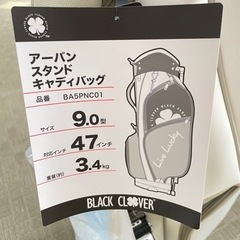 アーバン
スタンド
キャディバッグ
品番 BA5PNC01
サイズ 9.0型
対応インチ 47インチ
重量(約) 3.4kg
Live Lucky
BLACK CLOVER